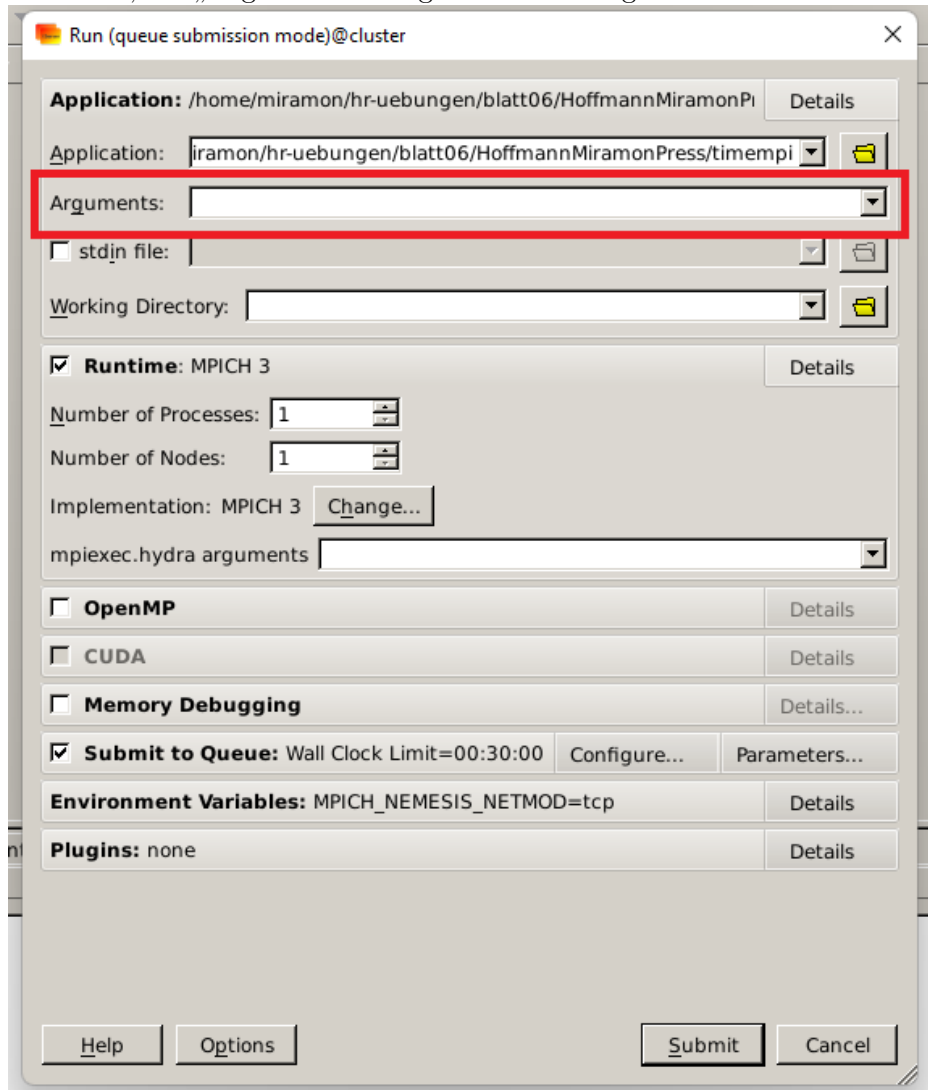 Run (queue submission mode)@cluster
Application: /home/miramon/hr-uebungen/blatt06/HoffmannMiramonPr Details
Application: iramon/hr-uebungen/blatt06/HoffmannMiramonPress/timempi
Arguments:
stdin file:
Working Directory:
Runtime: MPICH 3 Details
Number of Processes: 1
Number of Nodes: 1
Implementation: MPICH 3 Change...
mpiexec.hydra arguments
OpenMP Details
CUDA Details
Memory Debugging Details...
Submit to Queue: Wall Clock Limit=00:30:00 Configure... Parameters...
Environment Variables: MPICH_NEMESIS_NETMOD=tcp Details
Plugins: none Details
Help Options Submit Cancel